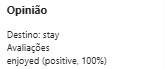 Opinião
Destino: stay
Avaliações
enjoyed (positive, 100%)